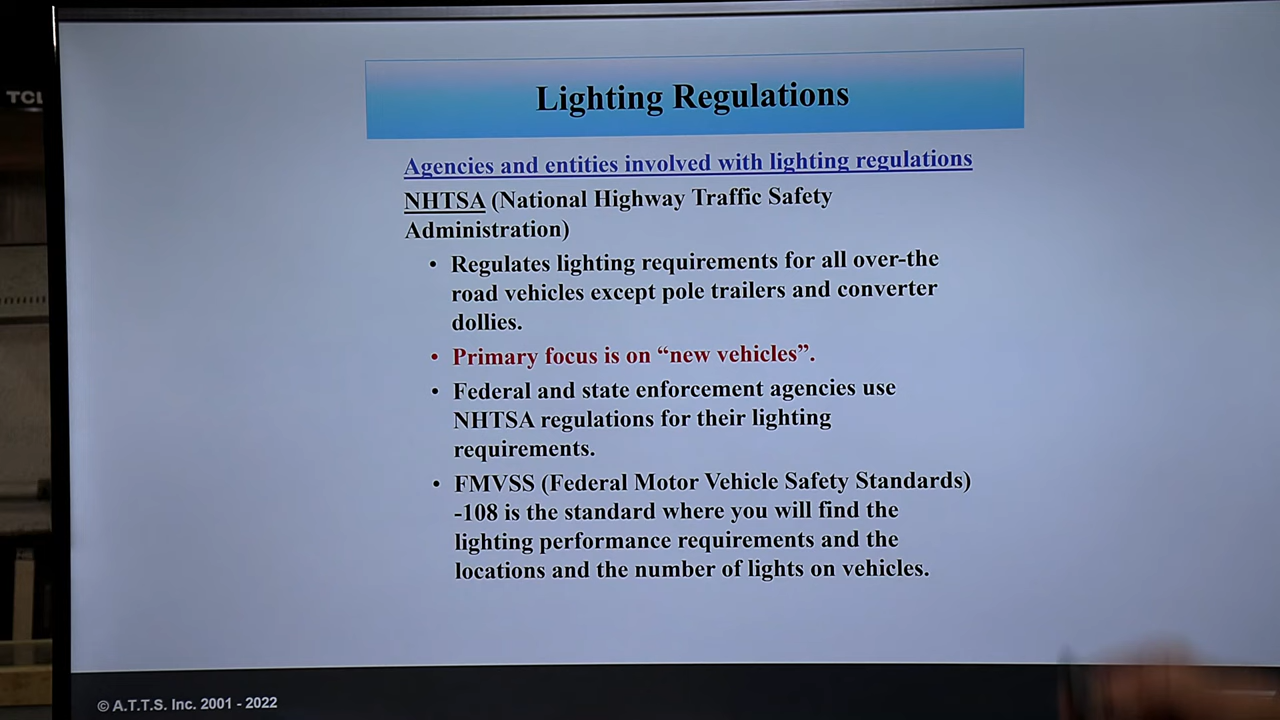 Lighting Regulations
TCL
Agencies and entities involved with lighting regulations
NHTSA (National Highway Traffic Safety
Administration)
• Regulates lighting requirements for all over-the
road vehicles except pole trailers and converter
dollies.
• Primary focus is on “new vehicles”.
• Federal and state enforcement agencies use
NHTSA regulations for their lighting
requirements.
• FMVSS (Federal Motor Vehicle Safety Standards)
-108 is the standard where you will find the
lighting performance requirements and the
locations and the number of lights on vehicles.
© A.T.T.S. Inc. 2001 - 2022